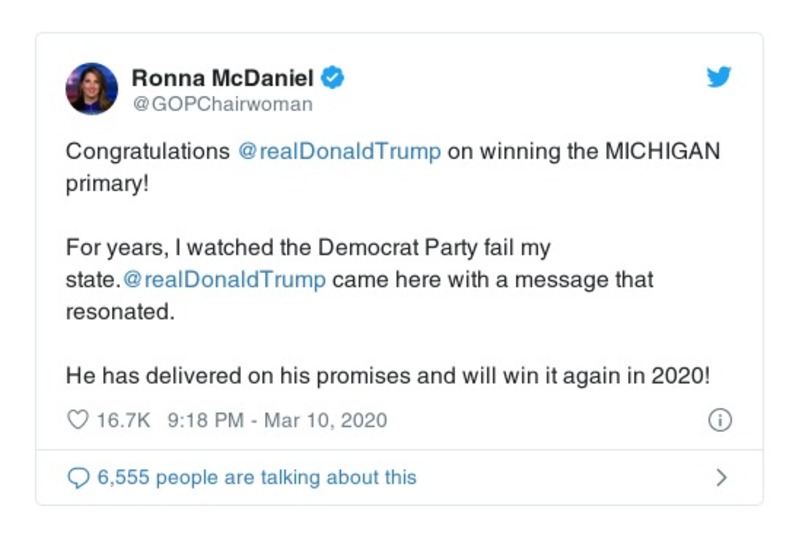 Ronna McDaniel
@GOPChairwoman
Congratulations @realDonaldTrump on winning the MICHIGAN
primary!
For years, I watched the Democrat Party fail my
state.@realDonaldTrump came here with a message that
resonated.
He has delivered on his promises and will win it again in 2020!
16.7K 9:18 PM - Mar 10, 2020
6,555 people are talking about this